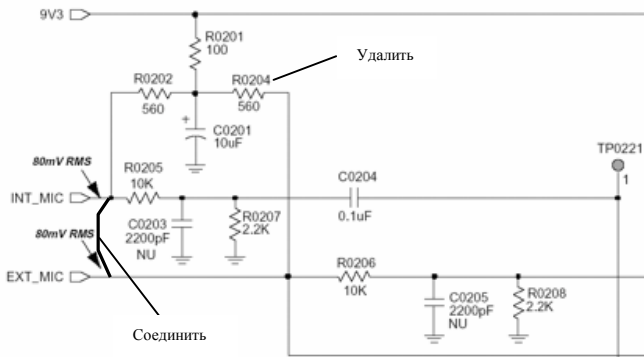 9V3
R0201
100
Удалить
R0202
560
R0204
560
+
C0201
10uF
TP0221
1
80mV RMS
R0205
10K
C0204
0.1uF
INT_MIC
C0203
2200pF
NU
R0207
2.2K
80mV RMS
R0206
10K
EXT_MIC
C0205
2200pF
NU
R0208
2.2K
Соединить